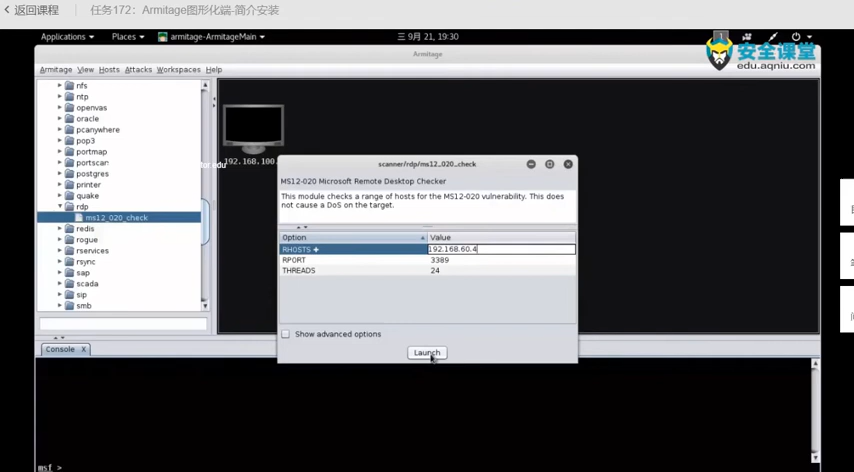 返回课程
任务172：Armitage图形化端-简介安装
Applications Places armitage-ArmitageMain 三 9月 21, 19:30
安全课堂
edu.aqniu.com
Armitage
Armitage View Hosts Attacks Workspaces Help
nfs
ntp
openvas
oracle
pcanywhere
pop3
portmap
portscan
postgres
printer
quake
rdp
ms12_020_check
redis
rogue
rservices
rsync
sap
scada
sip
smb
192.168.100.
scanner/rdp/ms12_020_check
MS12-020 Microsoft Remote Desktop Checker
This module checks a range of hosts for the MS12-020 vulnerability. This does
not cause a DoS on the target.
Option Value
RHOSTS + 192.168.60.4
RPORT 3389
THREADS 24
Show advanced options
Launch
Console X
msf >